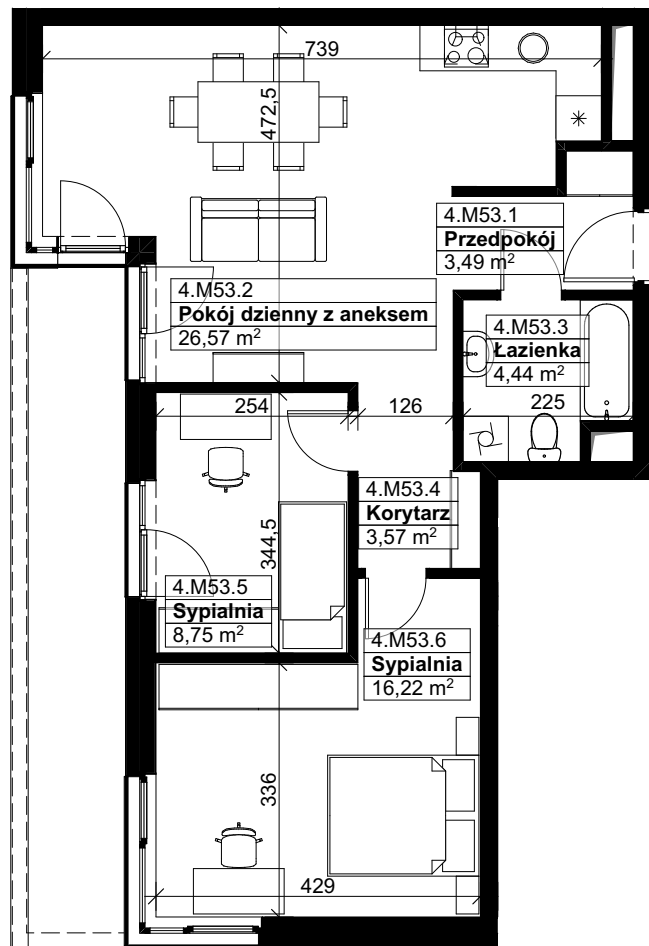 739
472,5
4.M53.1
Przedpokój
3,49 m²
4.M53.2
Pokój dzienny z aneksem
26,57 m²
4.M53.3
Łazienka
4,44 m²
254
126
225
4.M53.4
Korytarz
3,57 m²
344,5
4.M53.5
Sypialnia
8,75 m²
4.M53.6
Sypialnia
16,22 m²
336
429